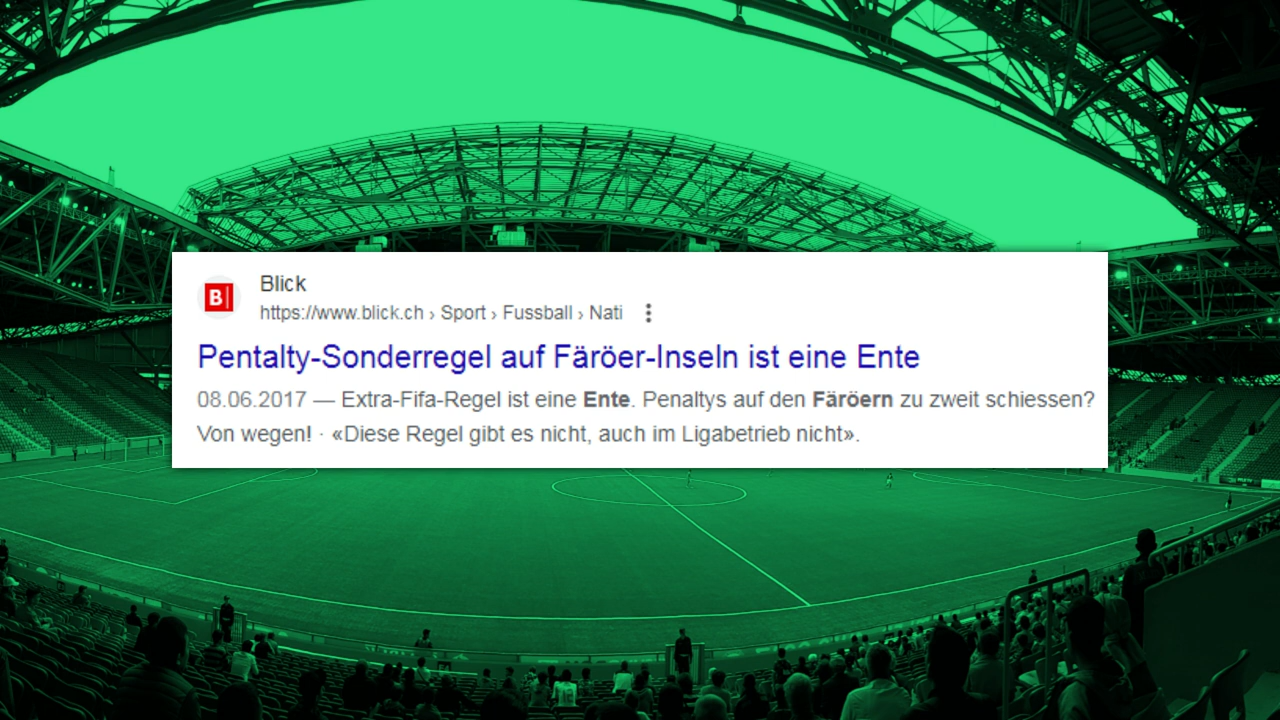 B
Blick
https://www.blick.ch › Sport › Fussball › Nati
Pentalty-Sonderregel auf Färöer-Inseln ist eine Ente
08.06.2017 — Extra-Fifa-Regel ist eine Ente. Penaltys auf den Färöern zu zweit schiessen?
Von wegen! · «Diese Regel gibt es nicht, auch im Ligabetrieb nicht».